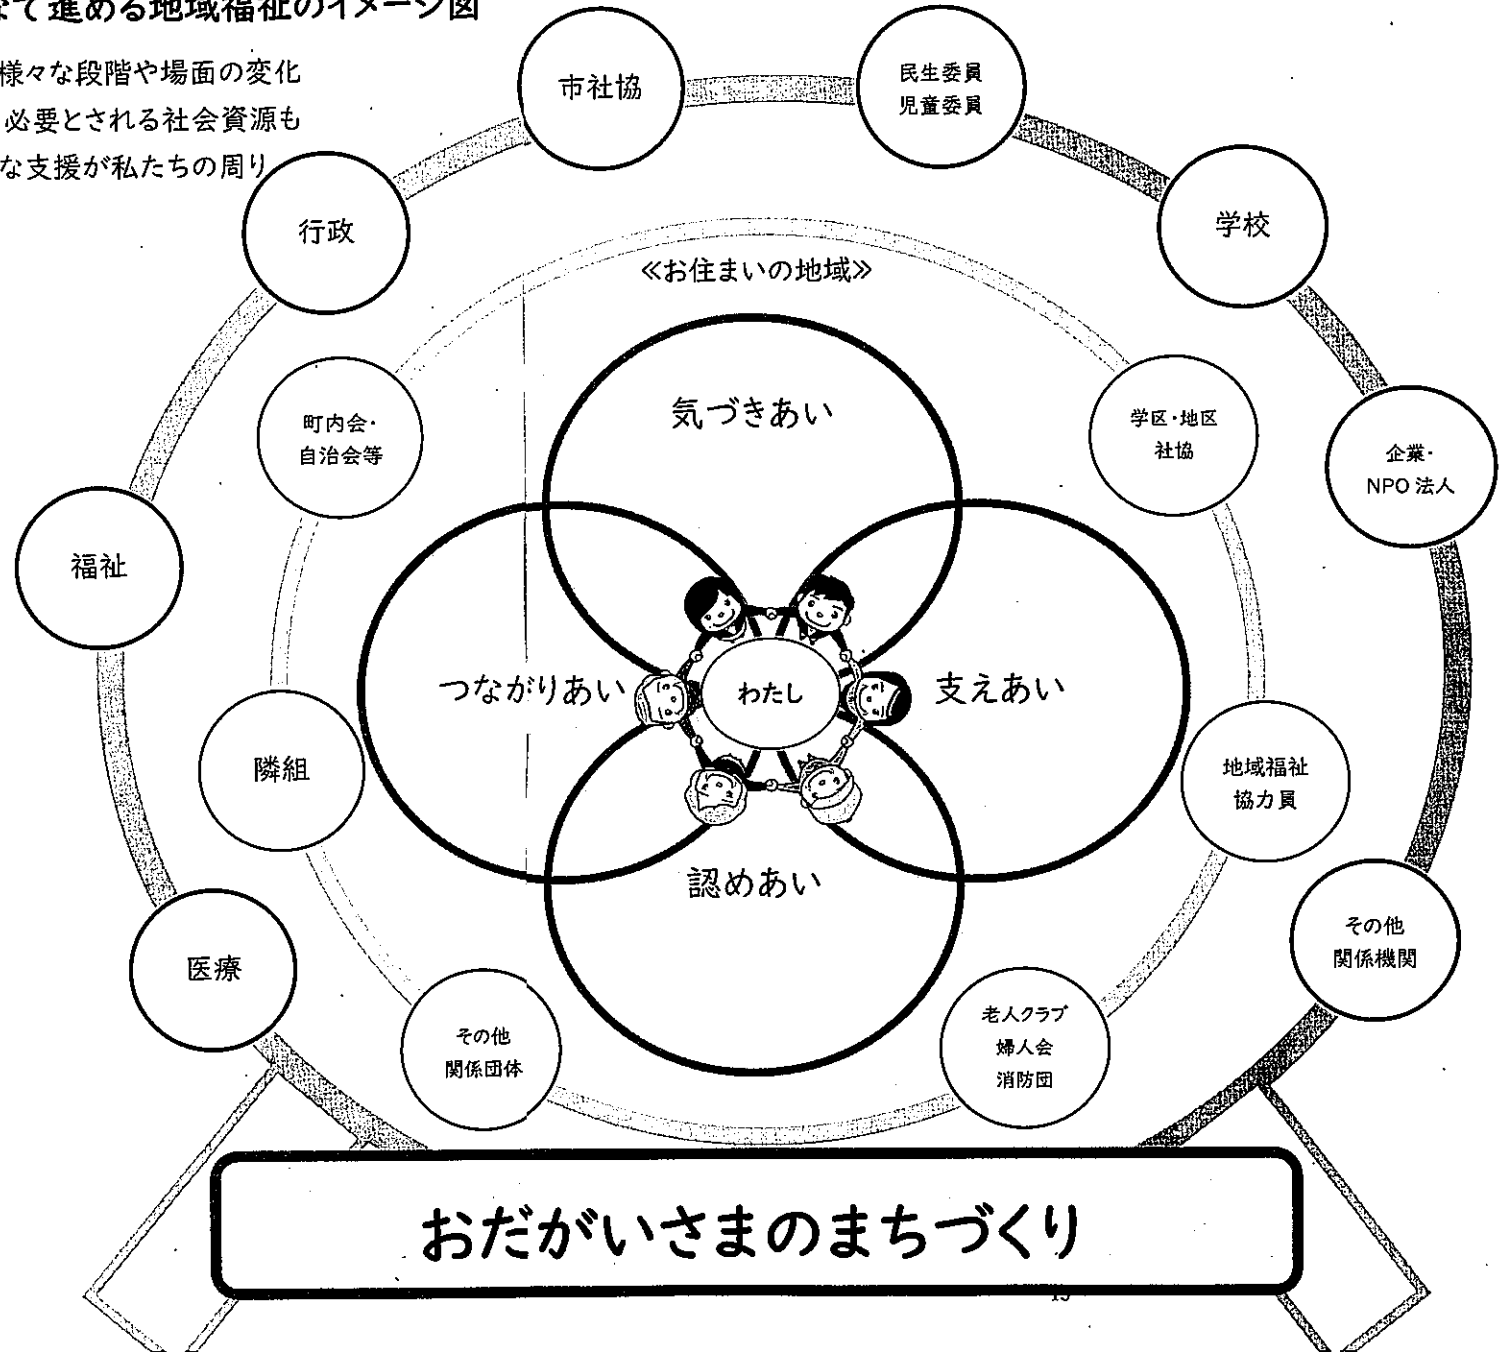 て進める地域福祉のイメージ図
様々な段階や場面の変化
必要とされる社会資源も
な支援が私たちの周り
市社協
民生委員
児童委員
行政
学校
≪お住まいの地域≫
町内会・
自治会等
気づきあい
学区・地区
社協
企業・
NPO 法人
福祉
つながりあい
わたし
支えあい
隣組
地域福祉
協力員
認めあい
医療
その他
関係機関
その他
関係団体
老人クラブ
婦人会
消防団
おだがいさまのまちづくり